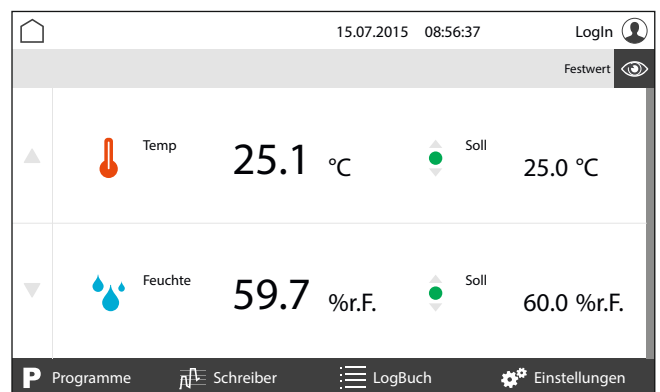 15.07.2015 08:56:37 LogIn
Festwert
Temp 25.1 °C Soll 25.0 °C
Feuchte 59.7 %r.F. Soll 60.0 %r.F.
P Programme Schreiber LogBuch Einstellungen